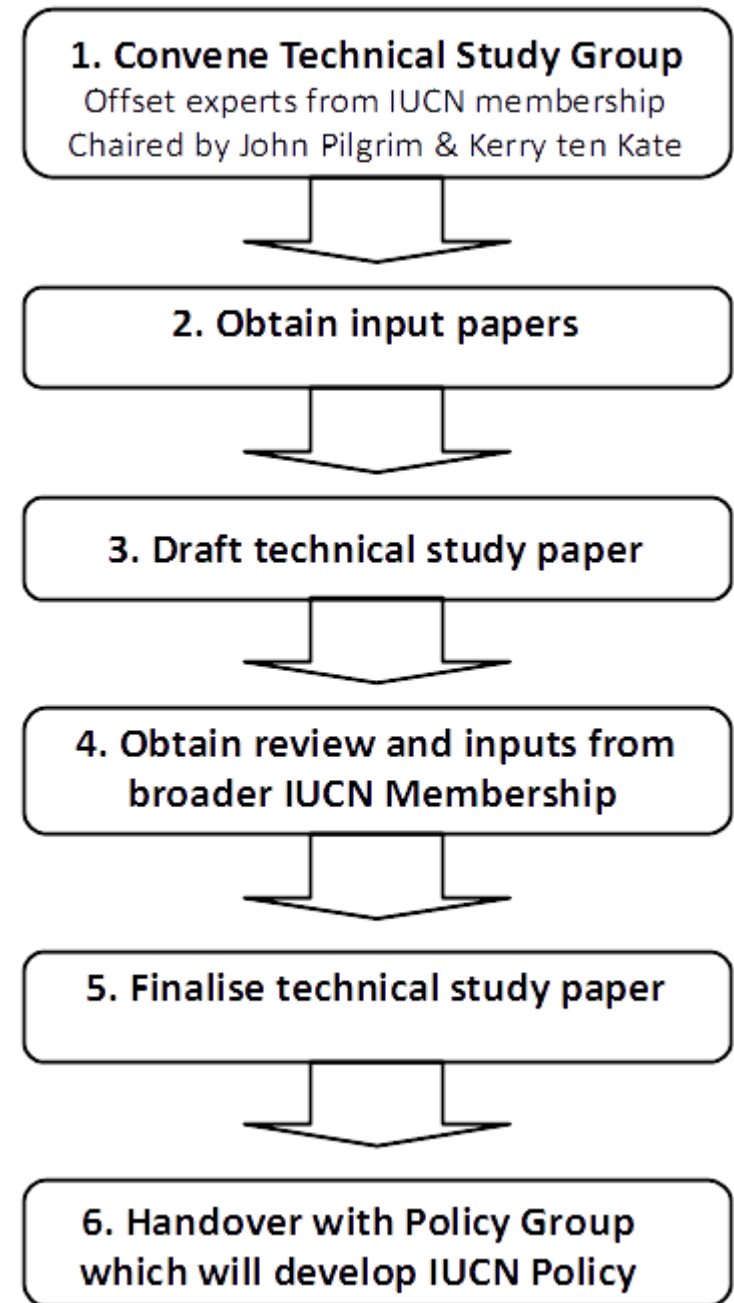 1. Convene Technical Study Group
Offset experts from IUCN membership
Chaired by John Pilgrim & Kerry ten Kate
2. Obtain input papers
3. Draft technical study paper
4. Obtain review and inputs from
broader IUCN Membership
5. Finalise technical study paper
6. Handover with Policy Group
which will develop IUCN Policy